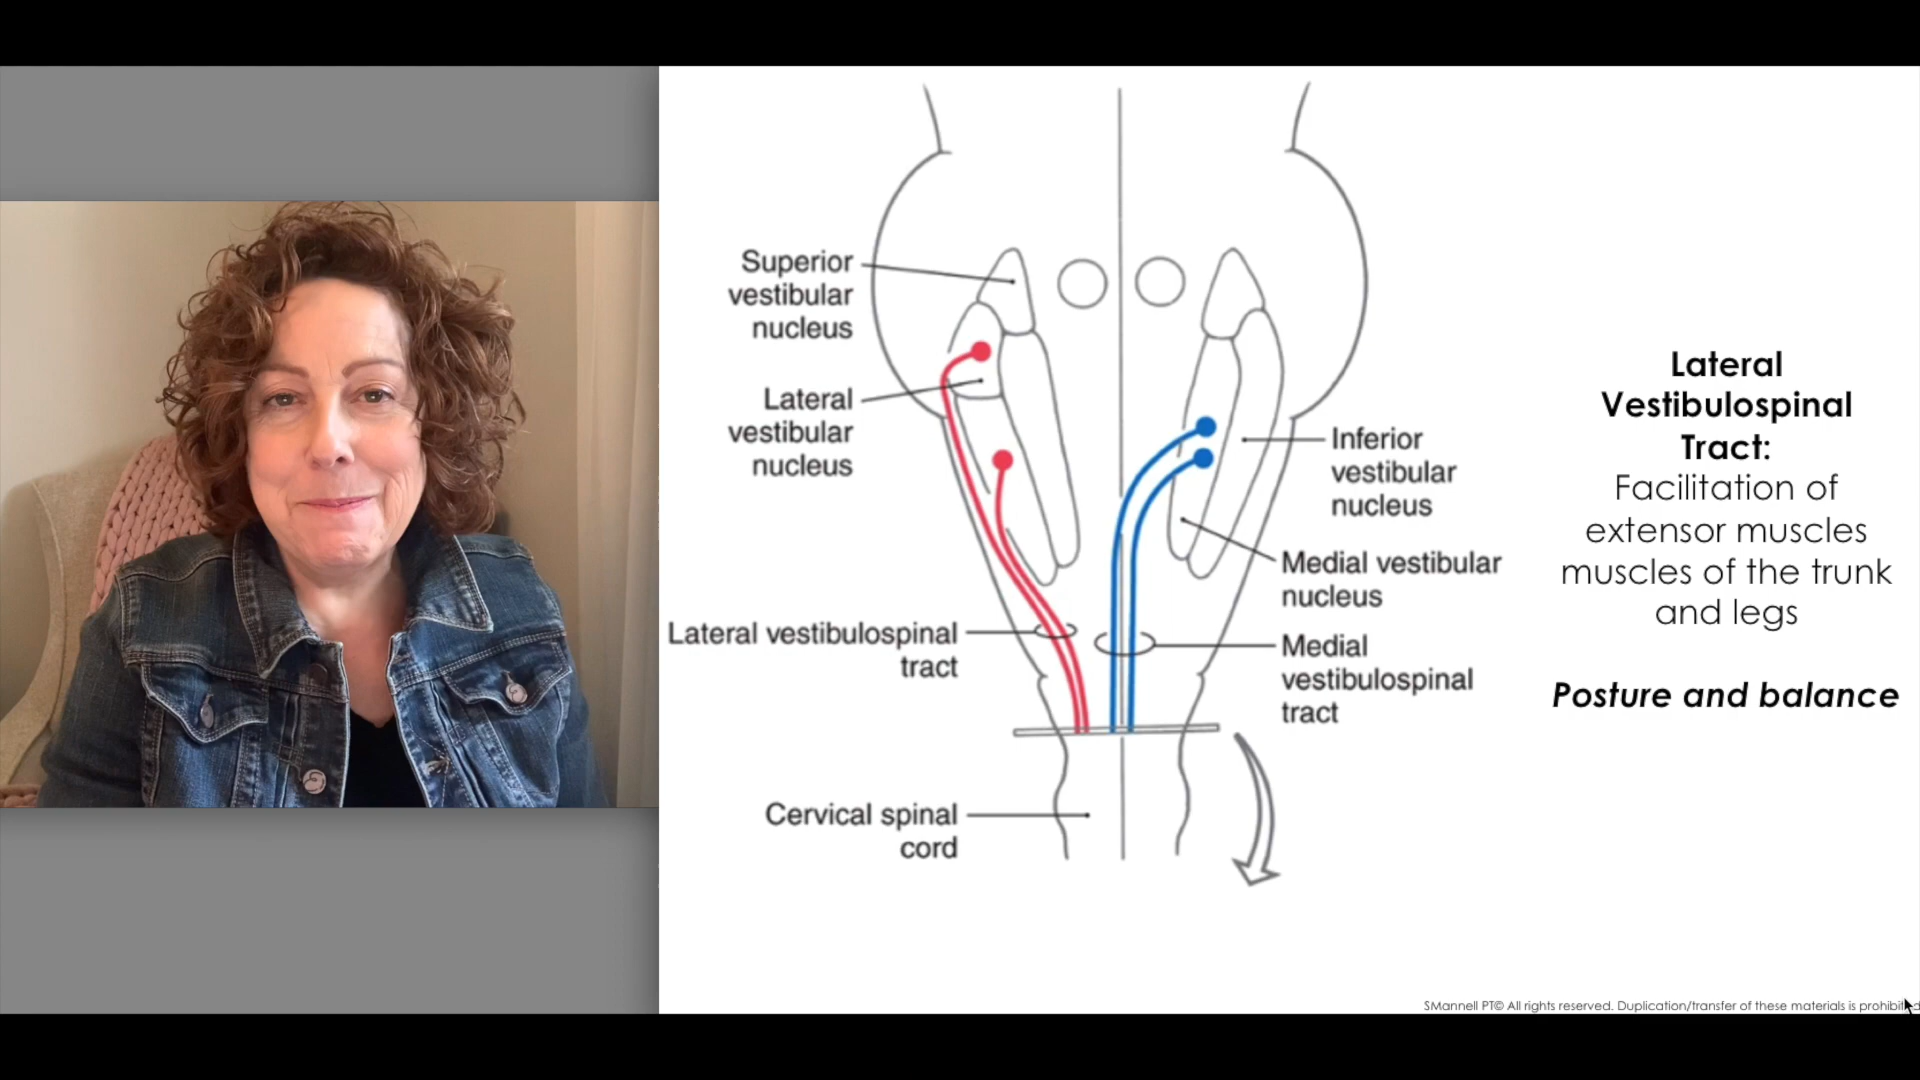 Superior
vestibular
nucleus
Lateral
vestibular
nucleus
Lateral vestibulospinal
tract
Cervical spinal
cord
Inferior
vestibular
nucleus
Medial vestibular
nucleus
Medial
vestibulospinal
tract
Lateral
Vestibulospinal
Tract:
Facilitation of
extensor muscles
muscles of the trunk
and legs
Posture and balance
SMannell PT© All rights reserved. Duplication/transfer of these materials is prohibited